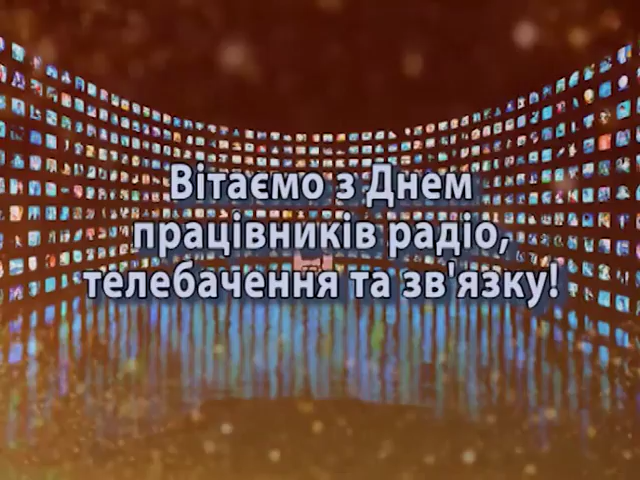 Вітаємо з Днем
працівників радіо,
телебачення та зв'язку!